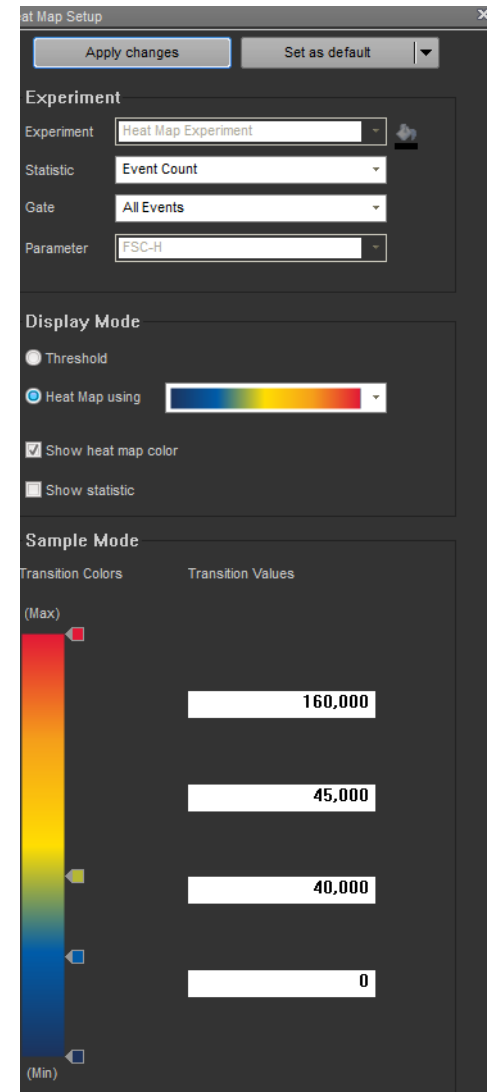 eat Map Setup
Apply changes Set as default
Experiment
Experiment Heat Map Experiment
Statistic Event Count
Gate All Events
Parameter FSC-H
Display Mode
Threshold
Heat Map using
Show heat map color
Show statistic
Sample Mode
Transition Colors Transition Values
(Max)
160,000
45,000
40,000
0
(Min)